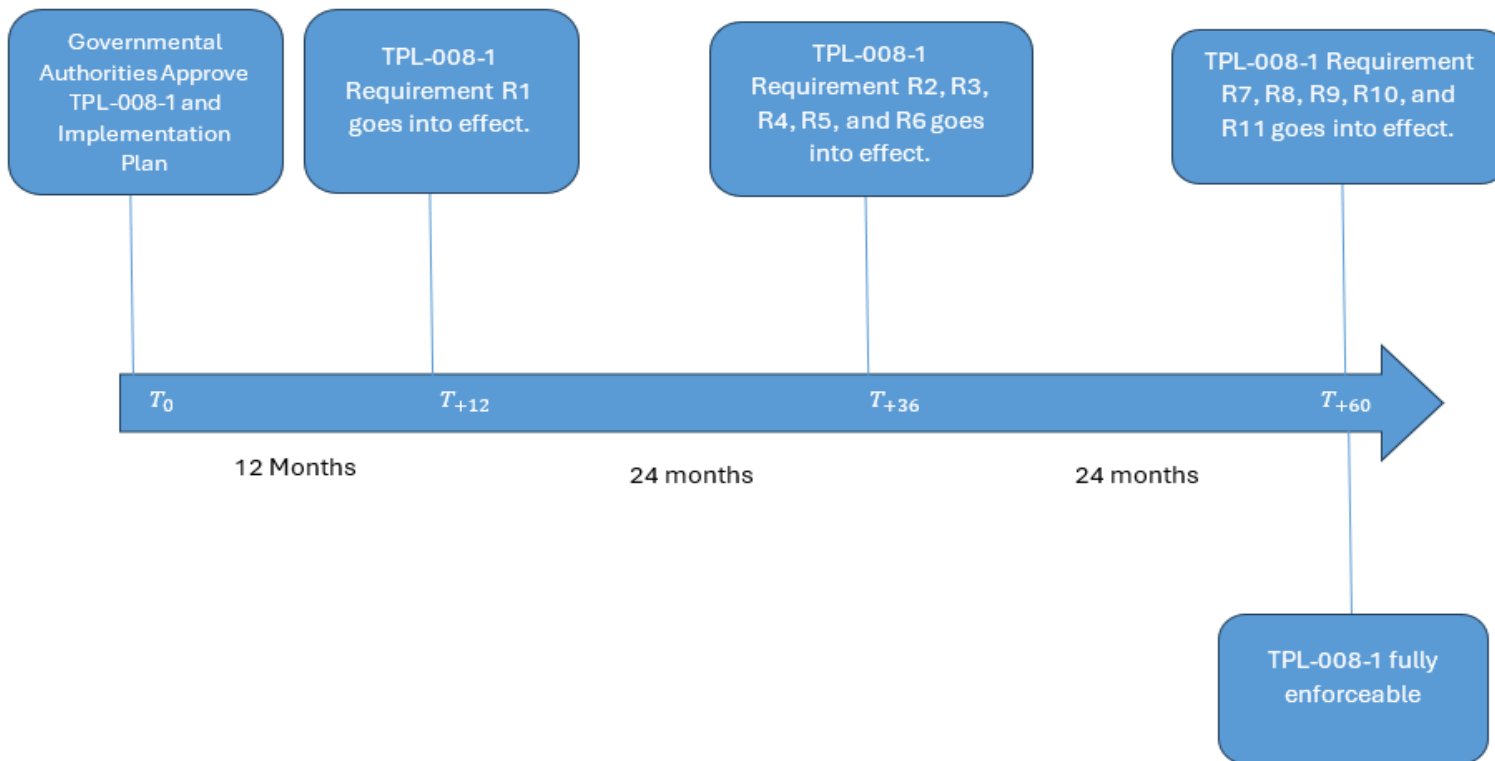 Governmental
Authorities Approve
TPL-008-1 and
Implementation
Plan
TPL-008-1
Requirement R1
goes into effect.
TPL-008-1
Requirement R2, R3,
R4, R5, and R6 goes
into effect.
TPL-008-1 Requirement
R7, R8, R9, R10, and
R11 goes into effect.
T0
T+12
T+36
T+60
12 Months
24 months
24 months
TPL-008-1 fully
enforceable